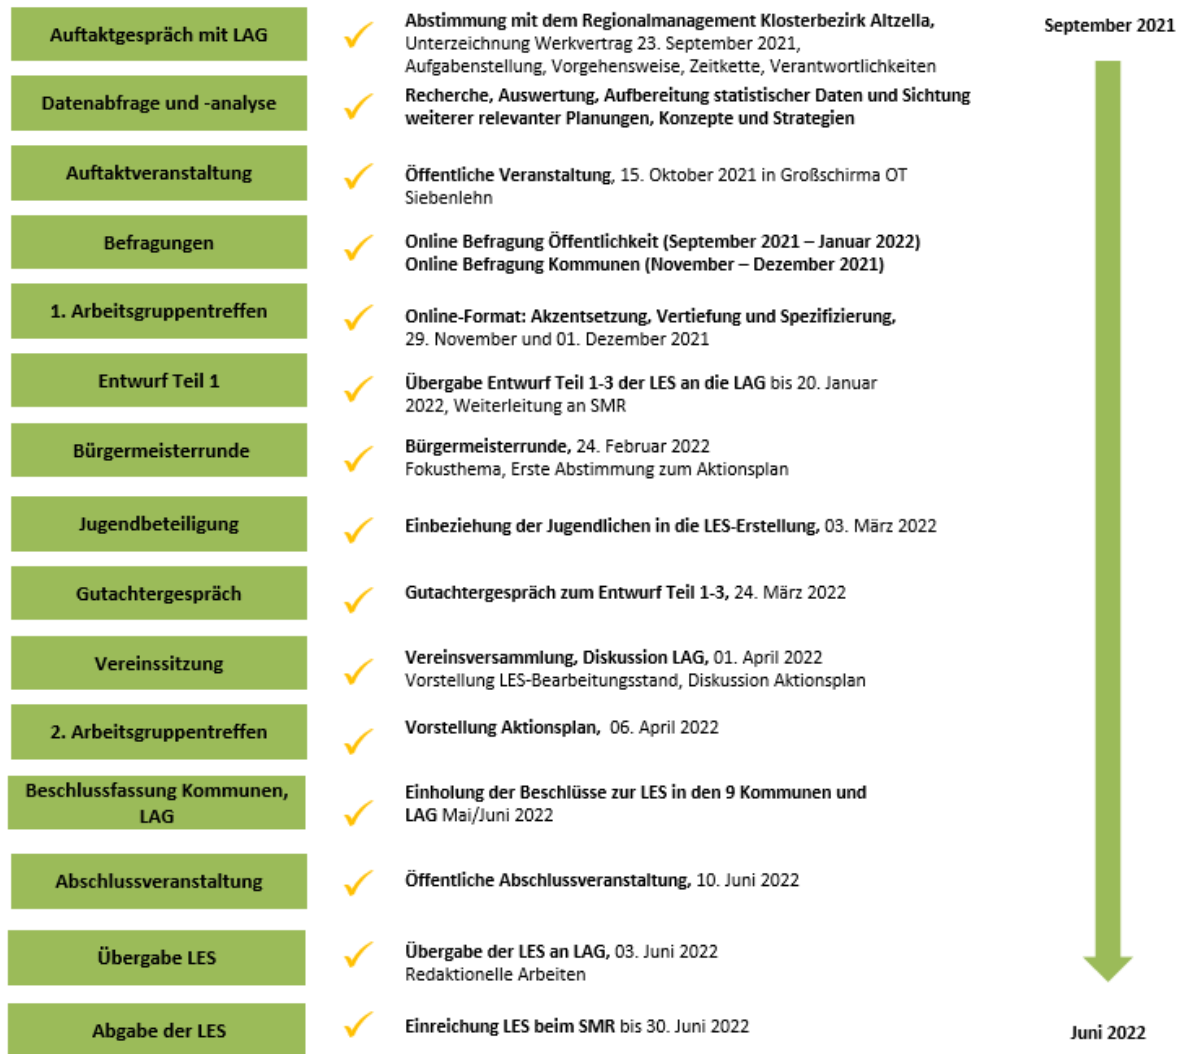 Auftaktgespräch mit LAG
Abstimmung mit dem Regionalmanagement Klosterbezirk Altzella,
Unterzeichnung Werkvertrag 23. September 2021,
Aufgabenstellung, Vorgehensweise, Zeitkette, Verantwortlichkeiten
September 2021
Datenabfrage und -analyse
Recherche, Auswertung, Aufbereitung statistischer Daten und Sichtung
weiterer relevanter Planungen, Konzepte und Strategien
Auftaktveranstaltung
Öffentliche Veranstaltung, 15. Oktober 2021 in Großschirma OT
Siebenlehn
Befragungen
Online Befragung Öffentlichkeit (September 2021 – Januar 2022)
Online Befragung Kommunen (November – Dezember 2021)
1. Arbeitsgruppentreffen
Online-Format: Akzentsetzung, Vertiefung und Spezifizierung,
29. November und 01. Dezember 2021
Entwurf Teil 1
Übergabe Entwurf Teil 1-3 der LES an die LAG bis 20. Januar
2022, Weiterleitung an SMR
Bürgermeisterrunde
Bürgermeisterrunde, 24. Februar 2022
Fokusthema, Erste Abstimmung zum Aktionsplan
Jugendbeteiligung
Einbeziehung der Jugendlichen in die LES-Erstellung, 03. März 2022
Gutachtergespräch
Gutachtergespräch zum Entwurf Teil 1-3, 24. März 2022
Vereinssitzung
Vereinsversammlung, Diskussion LAG, 01. April 2022
Vorstellung LES-Bearbeitungsstand, Diskussion Aktionsplan
2. Arbeitsgruppentreffen
Vorstellung Aktionsplan, 06. April 2022
Beschlussfassung Kommunen,
LAG
Einholung der Beschlüsse zur LES in den 9 Kommunen und
LAG Mai/Juni 2022
Abschlussveranstaltung
Öffentliche Abschlussveranstaltung, 10. Juni 2022
Übergabe LES
Übergabe der LES an LAG, 03. Juni 2022
Redaktionelle Arbeiten
Abgabe der LES
Einreichung LES beim SMR bis 30. Juni 2022
Juni 2022